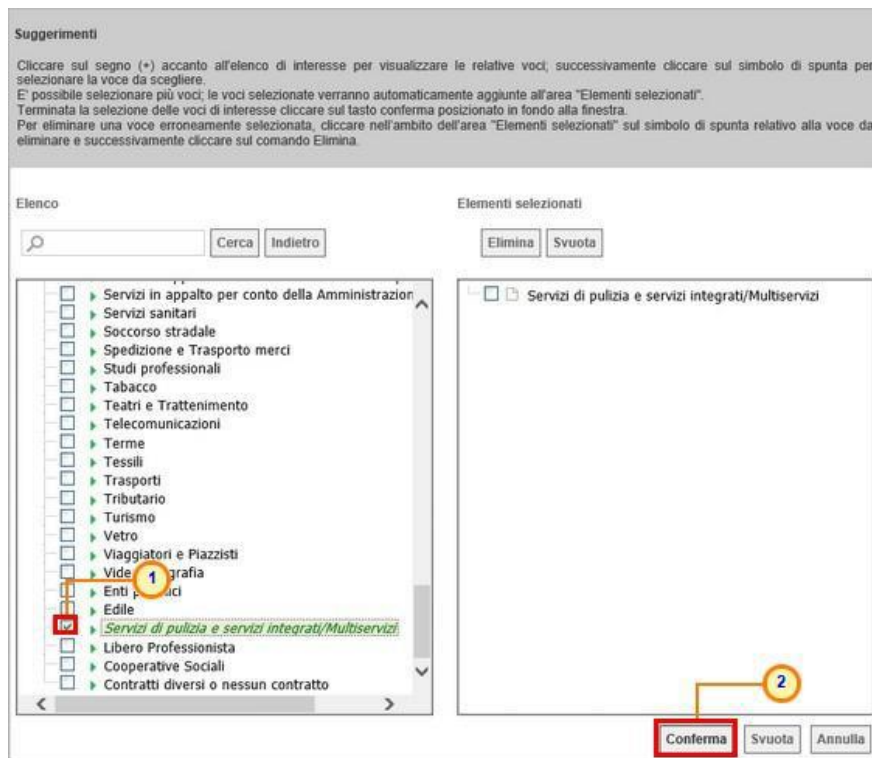 Suggerimenti
Cliccare sul segno (+) accanto all'elenco di interesse per visualizzare le relative voci; successivamente cliccare sul simbolo di spunta per
selezionare la voce da scegliere.
E' possibile selezionare più voci; le voci selezionate verranno automaticamente aggiunte all'area "Elementi selezionati".
Terminata la selezione delle voci di interesse cliccare sul tasto conferma posizionato in fondo alla finestra.
Per eliminare una voce erroneamente selezionata, cliccare nell'ambito dell'area "Elementi selezionati" sul simbolo di spunta relativo alla voce da
eliminare e successivamente cliccare sul comando Elimina.
Elenco
Elementi selezionati
Cerca Indietro
Elimina Svuota
Servizi in appalto per conto della Amministrazion
Servizi sanitari
Soccorso stradale
Spedizione e Trasporto merci
Studi professionali
Tabacco
Teatri e Trattenimento
Telecomunicazioni
Terme
Tessili
Trasporti
Tributario
Turismo
Vetro
Viaggiatori e Piazzisti
1
Enti
Edile
Servizi di pulizia e servizi integrati/Multiservizi
Libero Professionista
Cooperative Sociali
Contratti diversi o nessun contratto
Servizi di pulizia e servizi integrati/Multiservizi
2
Conferma Svuota Annulla